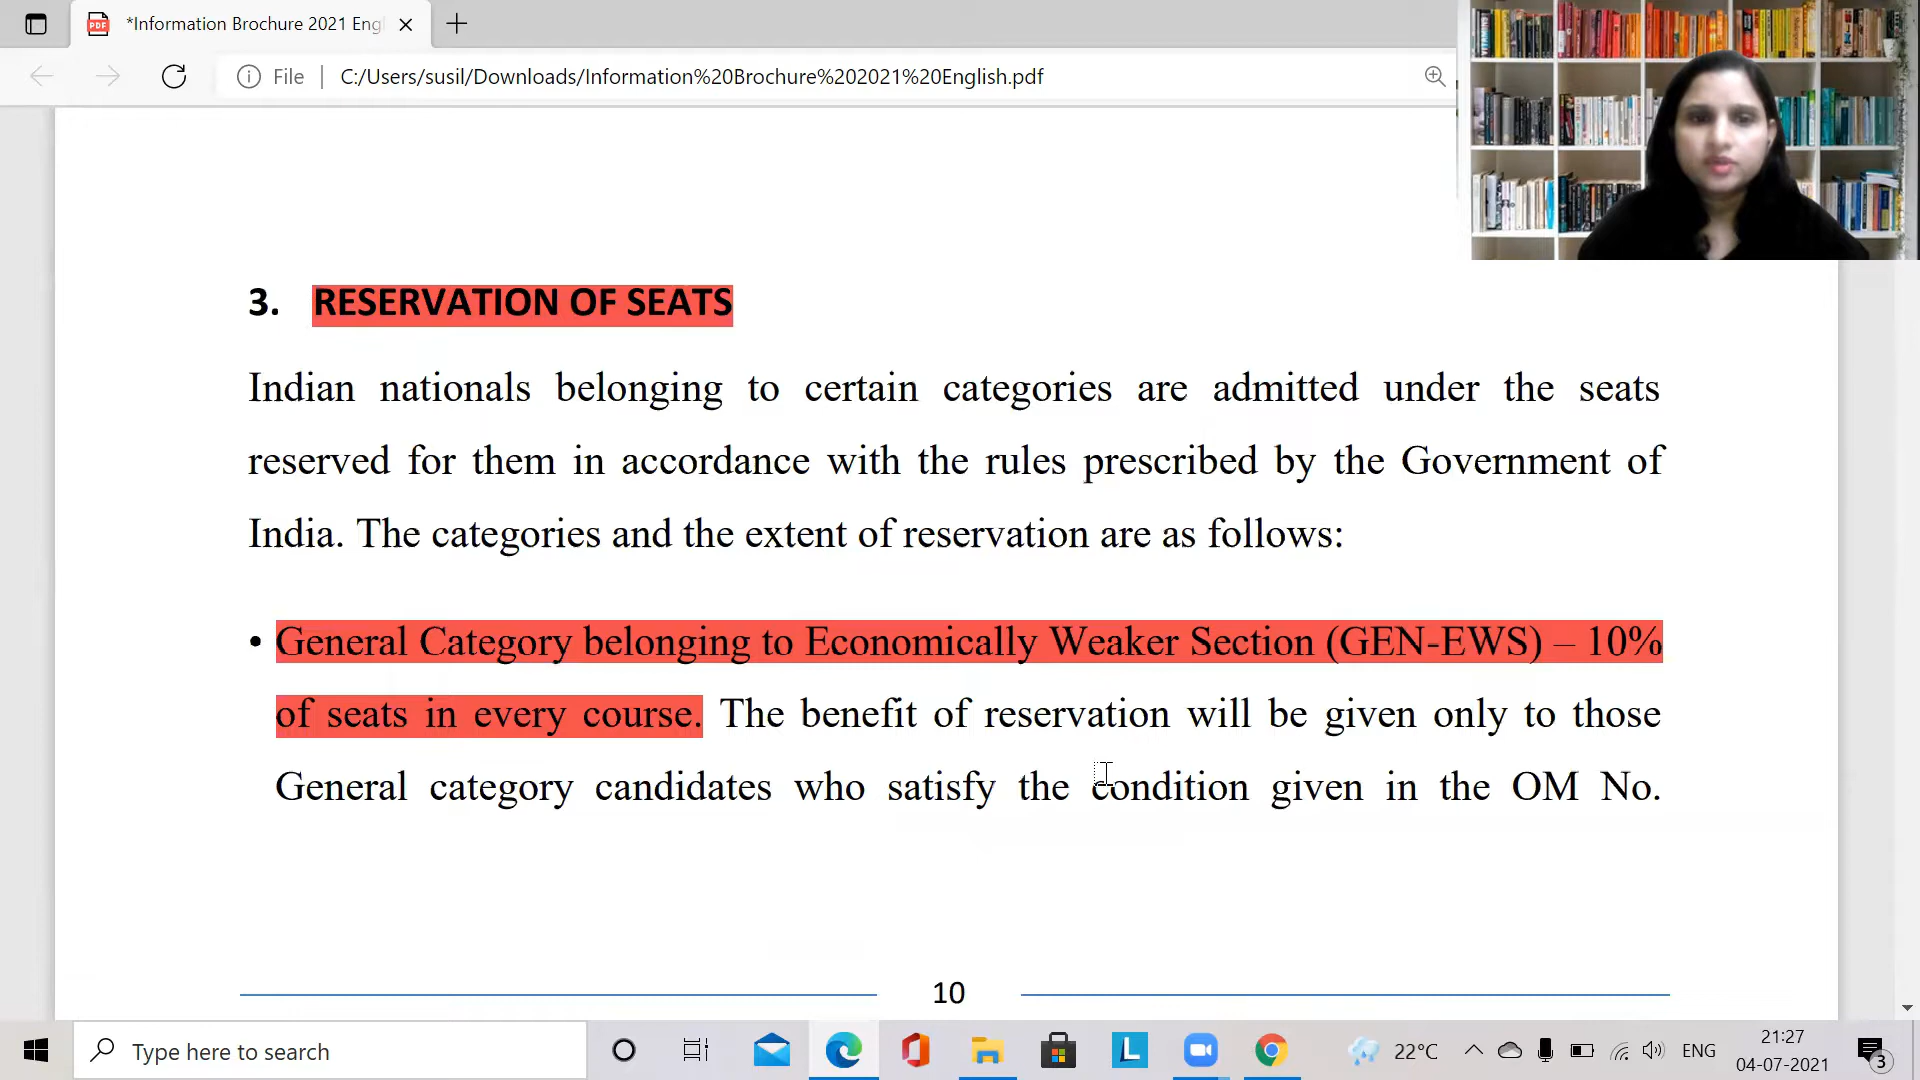 *Information Brochure 2021 Eng
File
C:/Users/susil/Downloads/Information%20Brochure%202021%20English.pdf
3. RESERVATION OF SEATS
Indian nationals belonging to certain categories are admitted under the seats
reserved for them in accordance with the rules prescribed by the Government of
India. The categories and the extent of reservation are as follows:
• General Category belonging to Economically Weaker Section (GEN-EWS) – 10%
of seats in every course. The benefit of reservation will be given only to those
General category candidates who satisfy the condition given in the OM No.
10
Type here to search
22°C
ENG
21:27
04-07-2021
3